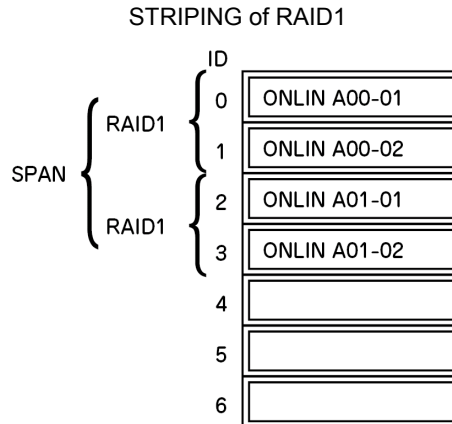 STRIPING of RAID1
ID
SPAN
RAID1
RAID1
0 ONLIN A00-01
1 ONLIN A00-02
2 ONLIN A01-01
3 ONLIN A01-02
4
5
6